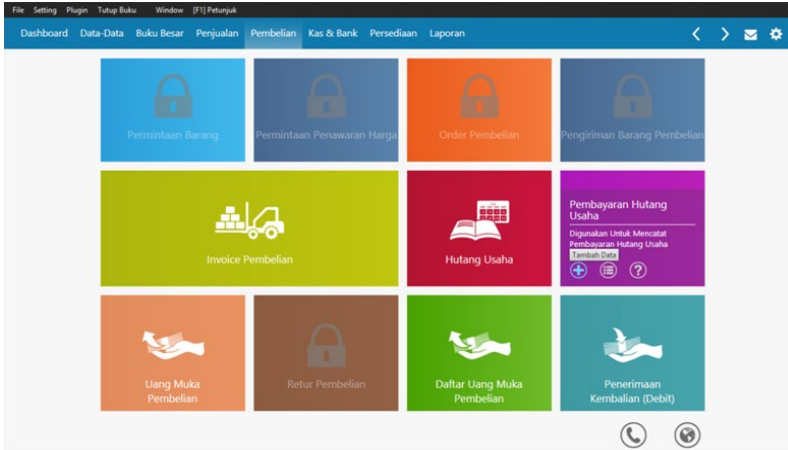 File Setting Plugin Tutup Buku Window [F1] Petunjuk
Dashboard Data-Data Buku Besar Penjualan Pembelian Kas & Bank Persediaan Laporan
Permintaan Barang
Permintaan Penawaran Harga
Order Pembelian
Pengiriman Barang Pembelian
Invoice Pembelian
Hutang Usaha
Pembayaran Hutang
Usaha
Digunakan Untuk Mencatat
Pembayaran Hutang Usaha
Tambah Data
Uang Muka
Pembelian
Retur Pembelian
Daftar Uang Muka
Pembelian
Penerimaan
Kembalian (Debit)